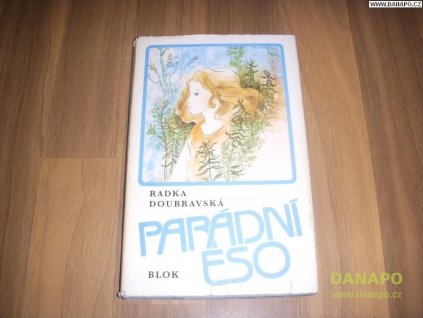 WWW.DANAPO.CZ
RADKA
DOUBRAVSKÁ
PARÁDNÍ
ESO
BLOK
DANAPO
www.danapo.cz